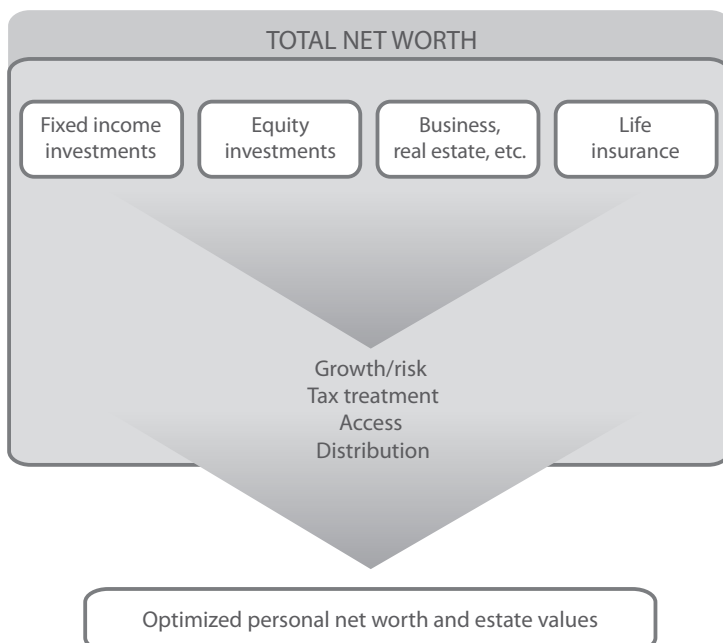 TOTAL NET WORTH
Fixed income
investments
Equity
investments
Business,
real estate, etc.
Life
insurance
Growth/risk
Tax treatment
Access
Distribution
Optimized personal net worth and estate values